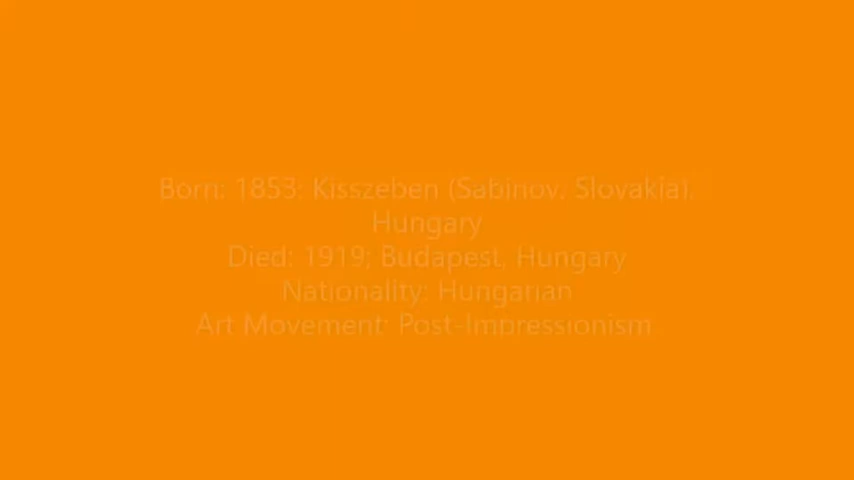 Born: 1853; Kisszeben (Sabinov, Slovakia),
Hungary
Died: 1919; Budapest, Hungary
Nationality: Hungarian
Art Movement: Post-Impressionism